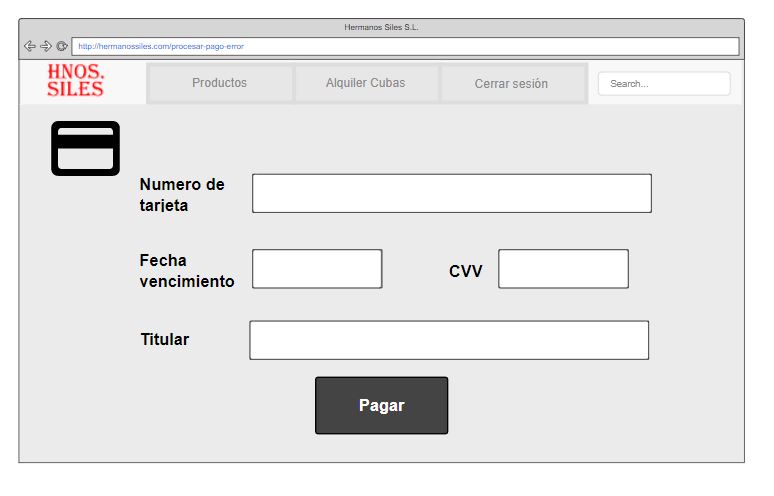 Hermanos Siles S.L.
http://hermanossiles.com/procesar-pago-error
HNOS.
SILES
Productos
Alquiler Cubas
Cerrar sesión
Search...
Numero de
tarjeta
Fecha
vencimiento
CVV
Titular
Pagar